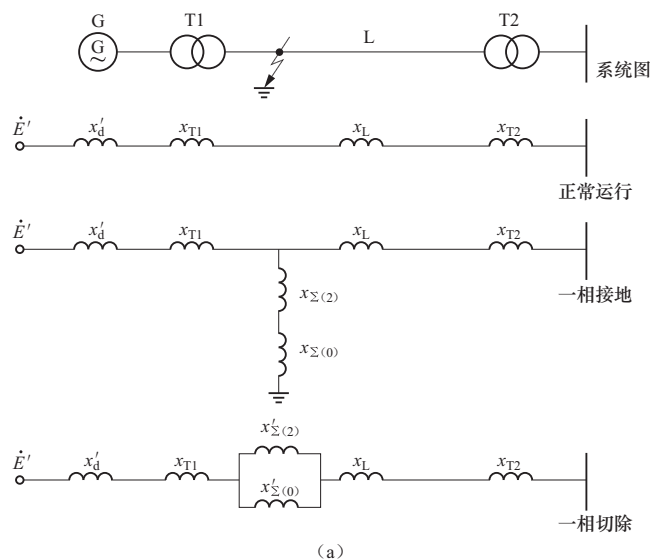 G T1 L T2
G
~
系统图
Ė′ x′d xT1 xL xT2
正常运行
Ė′ x′d xT1 xL xT2
一相接地
xΣ(2)
xΣ(0)
x′Σ(2)
Ė′ x′d xT1 xL xT2
x′Σ(0)
一相切除
（a）